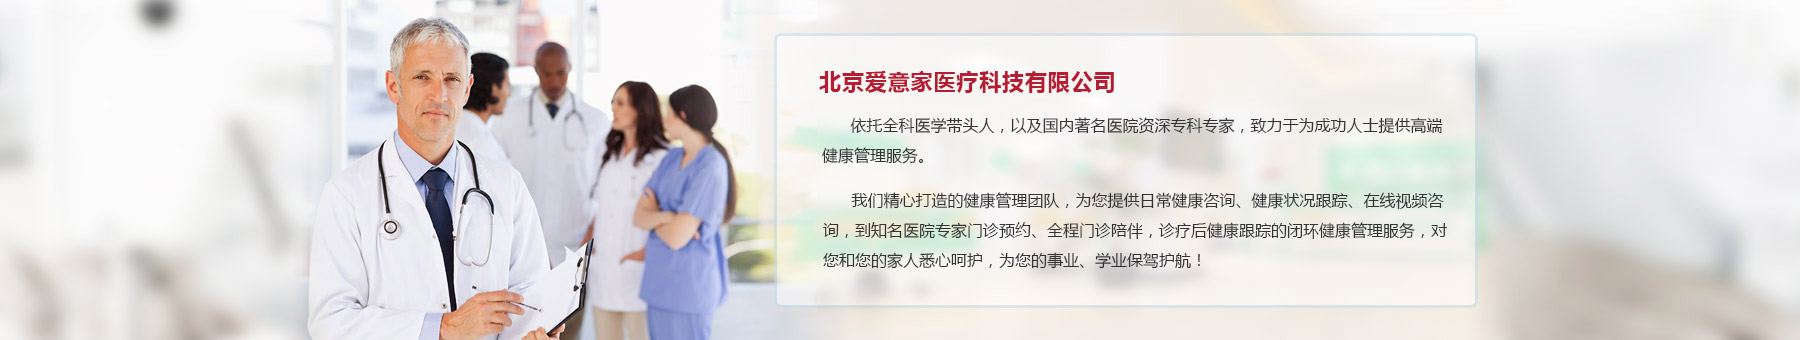 北京爱意家医疗科技有限公司
依托全科医学带头人，以及国内著名医院资深专科专家，致力于为成功人士提供高端
健康管理服务。
我们精心打造的健康管理团队，为您提供日常健康咨询、健康状况跟踪、在线视频咨
询，到知名医院专家门诊预约、全程门诊陪伴，诊疗后健康跟踪的闭环健康管理服务，对
您和您的家人悉心呵护，为您的事业、学业保驾护航！